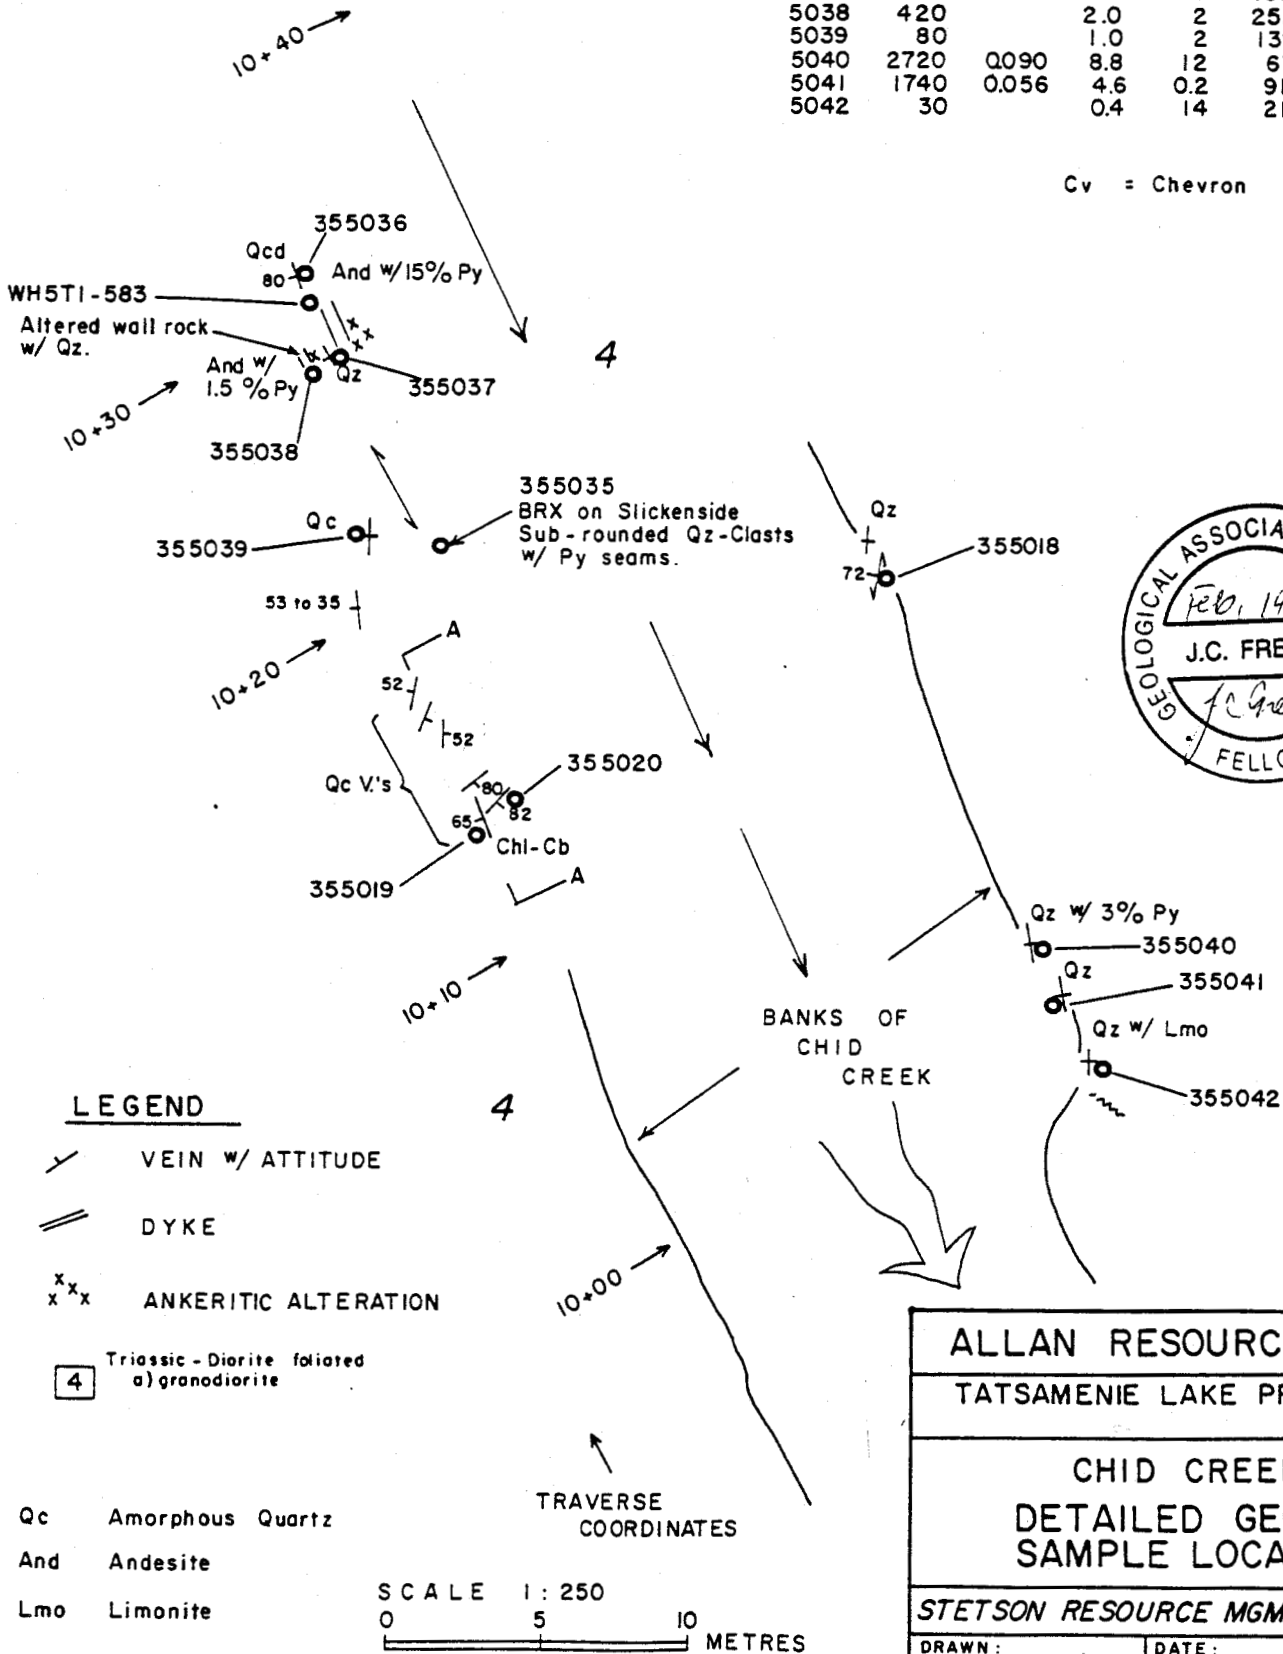 5038 420 2.0 2 25
5039 80 1.0 2 13
5040 2720 0.090 8.8 12 6
5041 1740 0.056 4.6 0.2 91
5042 30 0.4 14 21
Cv = Chevron
10+40
355036
Qcd
80
And w/15% Py
WH5T1-583
Altered wall rock
w/ Qz.
And w/
1.5% Py
Qz
355037
4
10+30
355038
355035
BRX on Slickenside
Sub-rounded Qz-Clasts
w/ Py seams.
Qc
355039
Qz
355018
72
53 to 35
10+20
A
52
52
Qc V.'s
355020
80
82
65
Chl-Cb
355019
A
10+10
GEOLOGICAL ASSOCIA
Feb, 19
J.C. FRE
FELLO
Qz w/ 3% Py
355040
Qz
355041
Qz w/ Lmo
355042
BANKS OF
CHID
CREEK
4
10+00
LEGEND
VEIN w/ ATTITUDE
DYKE
x x x x ANKERITIC ALTERATION
4 Triassic - Diorite foliated
a) granodiorite
Qc Amorphous Quartz
And Andesite
Lmo Limonite
TRAVERSE
COORDINATES
SCALE 1 : 250
0 5 10
METRES
ALLAN RESOURC
TATSAMENIE LAKE PR
CHID CREE
DETAILED GE
SAMPLE LOCA
STETSON RESOURCE MGM
DRAWN: DATE: